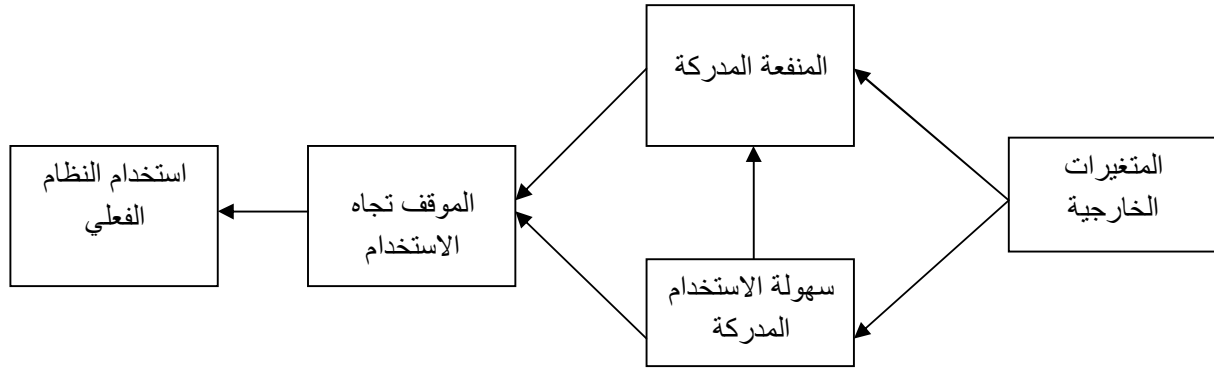 المنفعة المدركة
المتغيرات
الخارجية
استخدام النظام
الفعلي
الموقف تجاه
الاستخدام
سهولة الاستخدام
المدركة